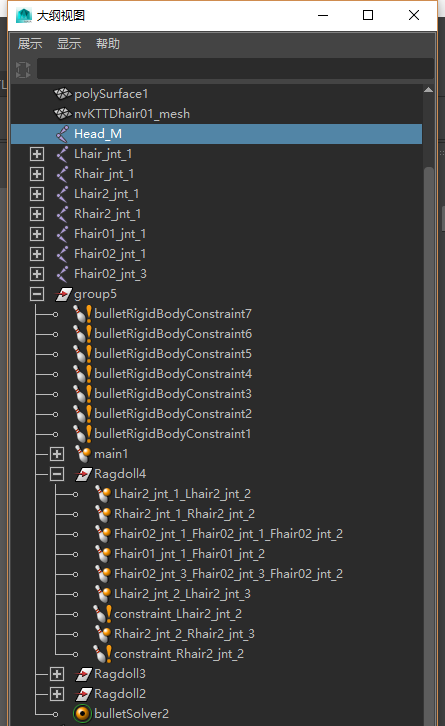 大纲视图
展示 显示 帮助
polySurface1
nvKTTDhair01_mesh
Head_M
Lhair_jnt_1
Rhair_jnt_1
Lhair2_jnt_1
Rhair2_jnt_1
Fhair01_jnt_1
Fhair02_jnt_1
Fhair02_jnt_3
group5
bulletRigidBodyConstraint7
bulletRigidBodyConstraint6
bulletRigidBodyConstraint5
bulletRigidBodyConstraint4
bulletRigidBodyConstraint3
bulletRigidBodyConstraint2
bulletRigidBodyConstraint1
main1
Ragdoll4
Lhair2_jnt_1_Lhair2_jnt_2
Rhair2_jnt_1_Rhair2_jnt_2
Fhair02_jnt_1_Fhair02_jnt_1_Fhair02_jnt_2
Fhair01_jnt_1_Fhair01_jnt_2
Fhair02_jnt_3_Fhair02_jnt_3_Fhair02_jnt_2
Lhair2_jnt_2_Lhair2_jnt_3
constraint_Lhair2_jnt_2
Rhair2_jnt_2_Rhair2_jnt_3
constraint_Rhair2_jnt_2
Ragdoll3
Ragdoll2
bulletSolver2